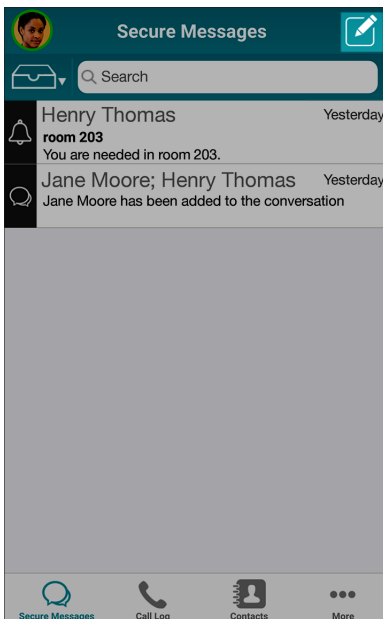 Secure Messages
Search
Henry Thomas Yesterday
room 203
You are needed in room 203.
Jane Moore; Henry Thomas Yesterday
Jane Moore has been added to the conversation
Secure Messages Call Log Contacts More